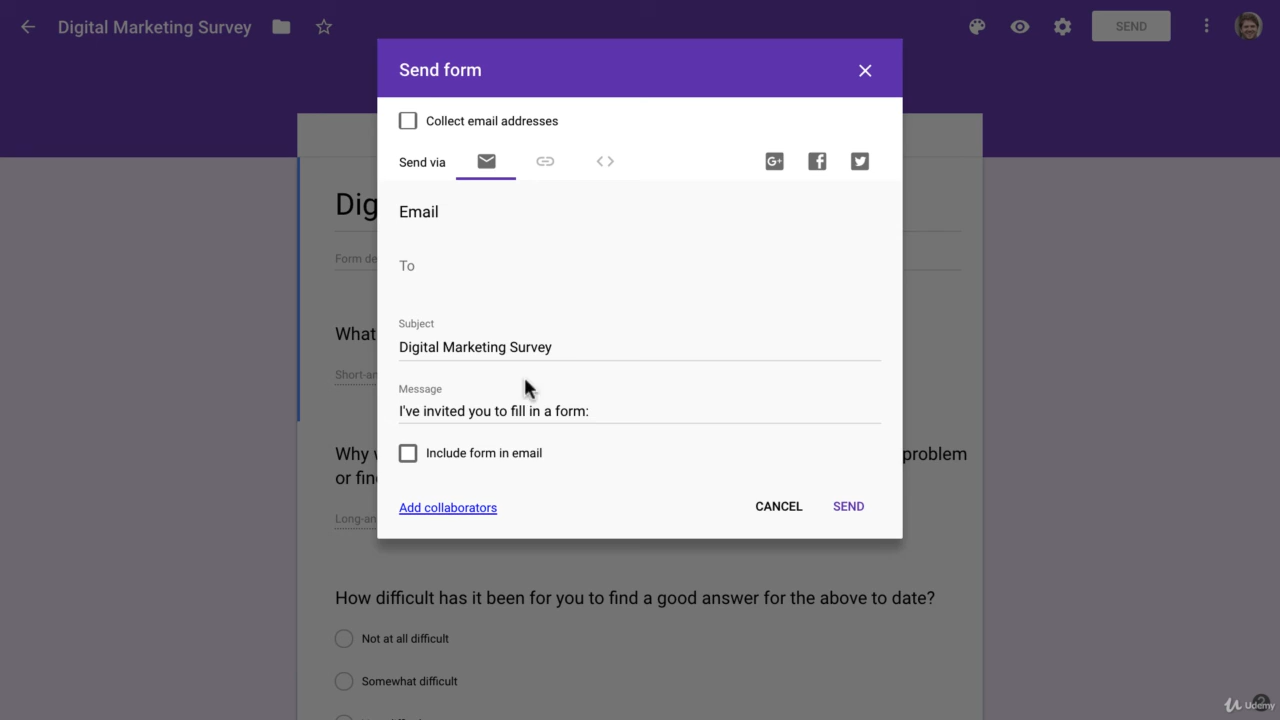 Digital Marketing Survey
SEND
Send form
Collect email addresses
Send via
G+
Email
Dig
Form de
To
What
Subject
Digital Marketing Survey
Short-an
Message
I've invited you to fill in a form:
Why w
problem
Include form in email
or find
Add collaborators
CANCEL
SEND
Long-an
How difficult has it been for you to find a good answer for the above to date?
Not at all difficult
Somewhat difficult
Udemy